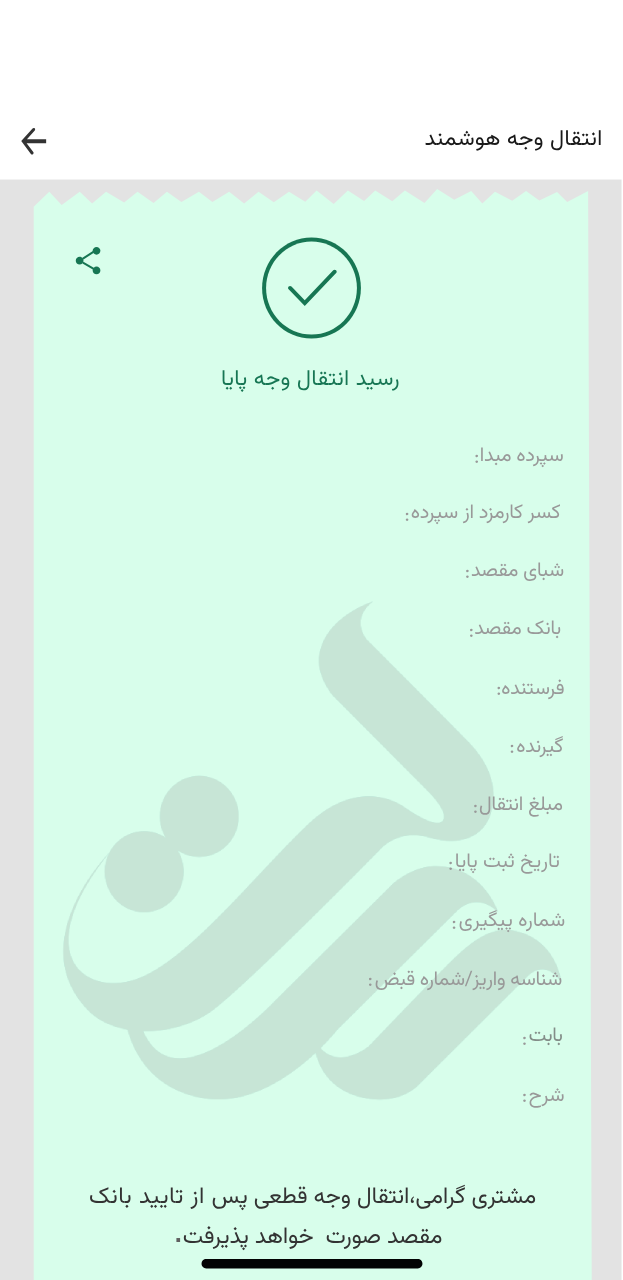 انتقال وجه هوشمند
رسید انتقال وجه پایا
سپرده مبدا:
کسر کارمزد از سپرده:
شبای مقصد:
بانک مقصد:
فرستنده:
گیرنده:
مبلغ انتقال:
تاریخ ثبت پایا:
شماره پیگیری:
شناسه واریز/شماره قبض:
بابت:
شرح:
مشتری گرامی،انتقال وجه قطعی پس از تایید بانک
مقصد صورت خواهد پذیرفت.